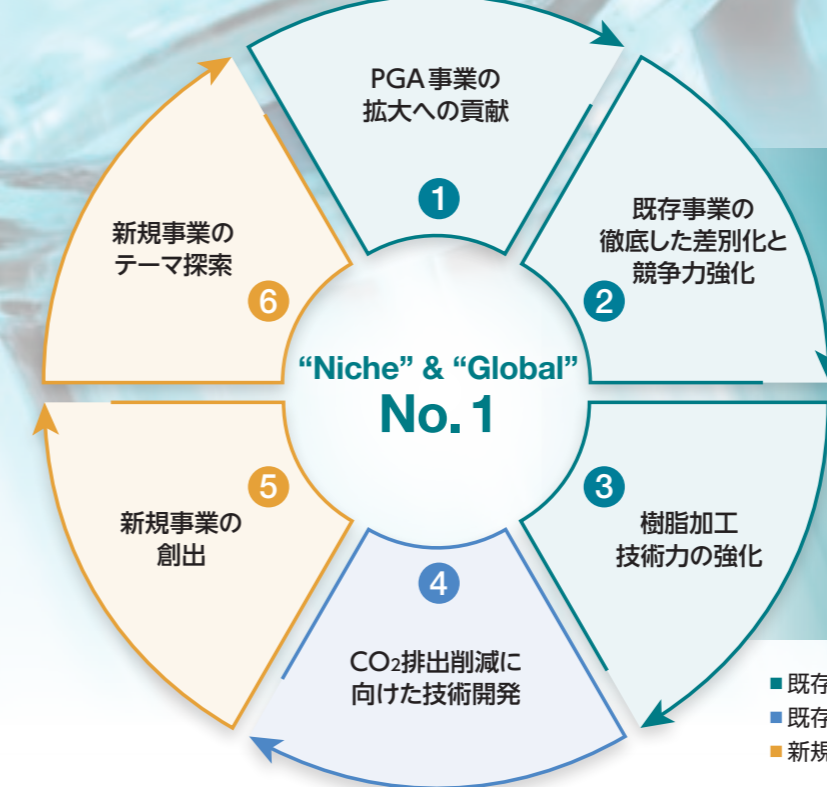 PGA事業の
拡大への貢献
1
既存事業の
徹底した差別化と
競争力強化
2
樹脂加工
技術力の強化
3
CO₂排出削減に
向けた技術開発
4
新規事業の
創出
5
新規事業の
テーマ探索
6
“Niche” & “Global”
No. 1
■既存
■既存
■新規